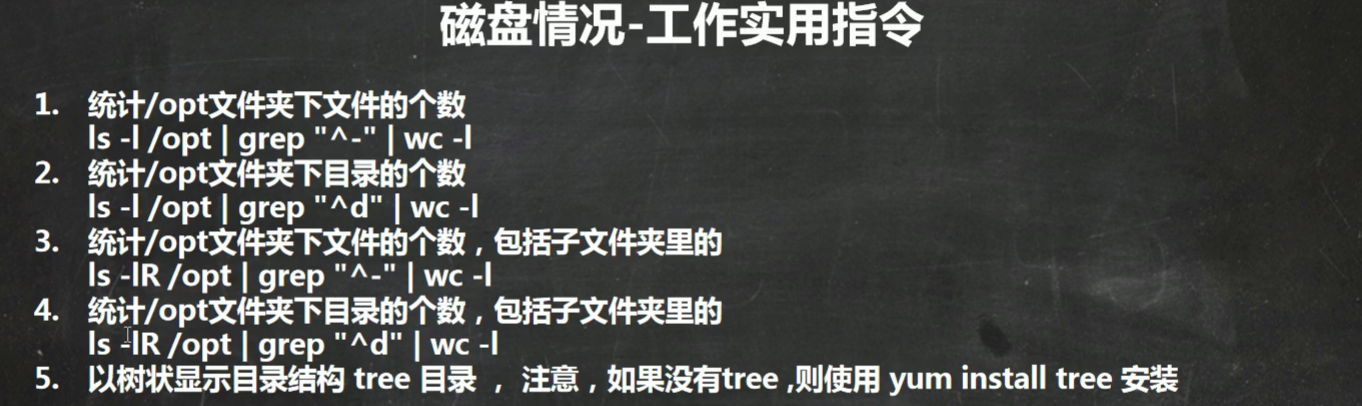 磁盘情况-工作实用指令
1. 统计/opt文件夹下文件的个数
ls -l /opt | grep "^-" | wc -l
2. 统计/opt文件夹下目录的个数
ls -l /opt | grep "^d" | wc -l
3. 统计/opt文件夹下文件的个数，包括子文件夹里的
ls -lR /opt | grep "^-" | wc -l
4. 统计/opt文件夹下目录的个数，包括子文件夹里的
ls -lR /opt | grep "^d" | wc -l
5. 以树状显示目录结构 tree 目录 ， 注意，如果没有tree ,则使用 yum install tree 安装